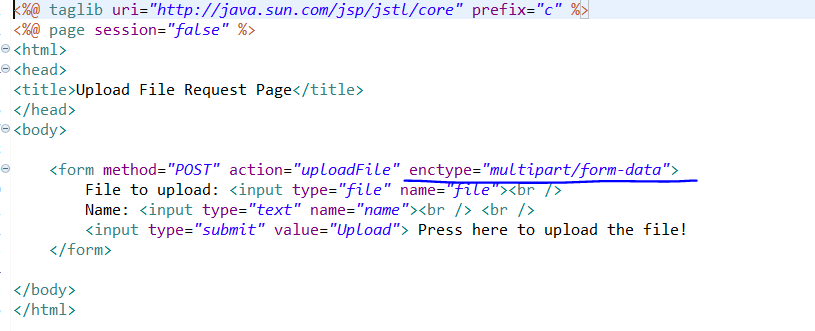 <%@ taglib uri="http://java.sun.com/jsp/jstl/core" prefix="c" %>
<%@ page session="false" %>
<html>
<head>
<title>Upload File Request Page</title>
</head>
<body>
<form method="POST" action="uploadFile" enctype="multipart/form-data">
File to upload: <input type="file" name="file"><br />
Name: <input type="text" name="name"><br /> <br />
<input type="submit" value="Upload"> Press here to upload the file!
</form>
</body>
</html>